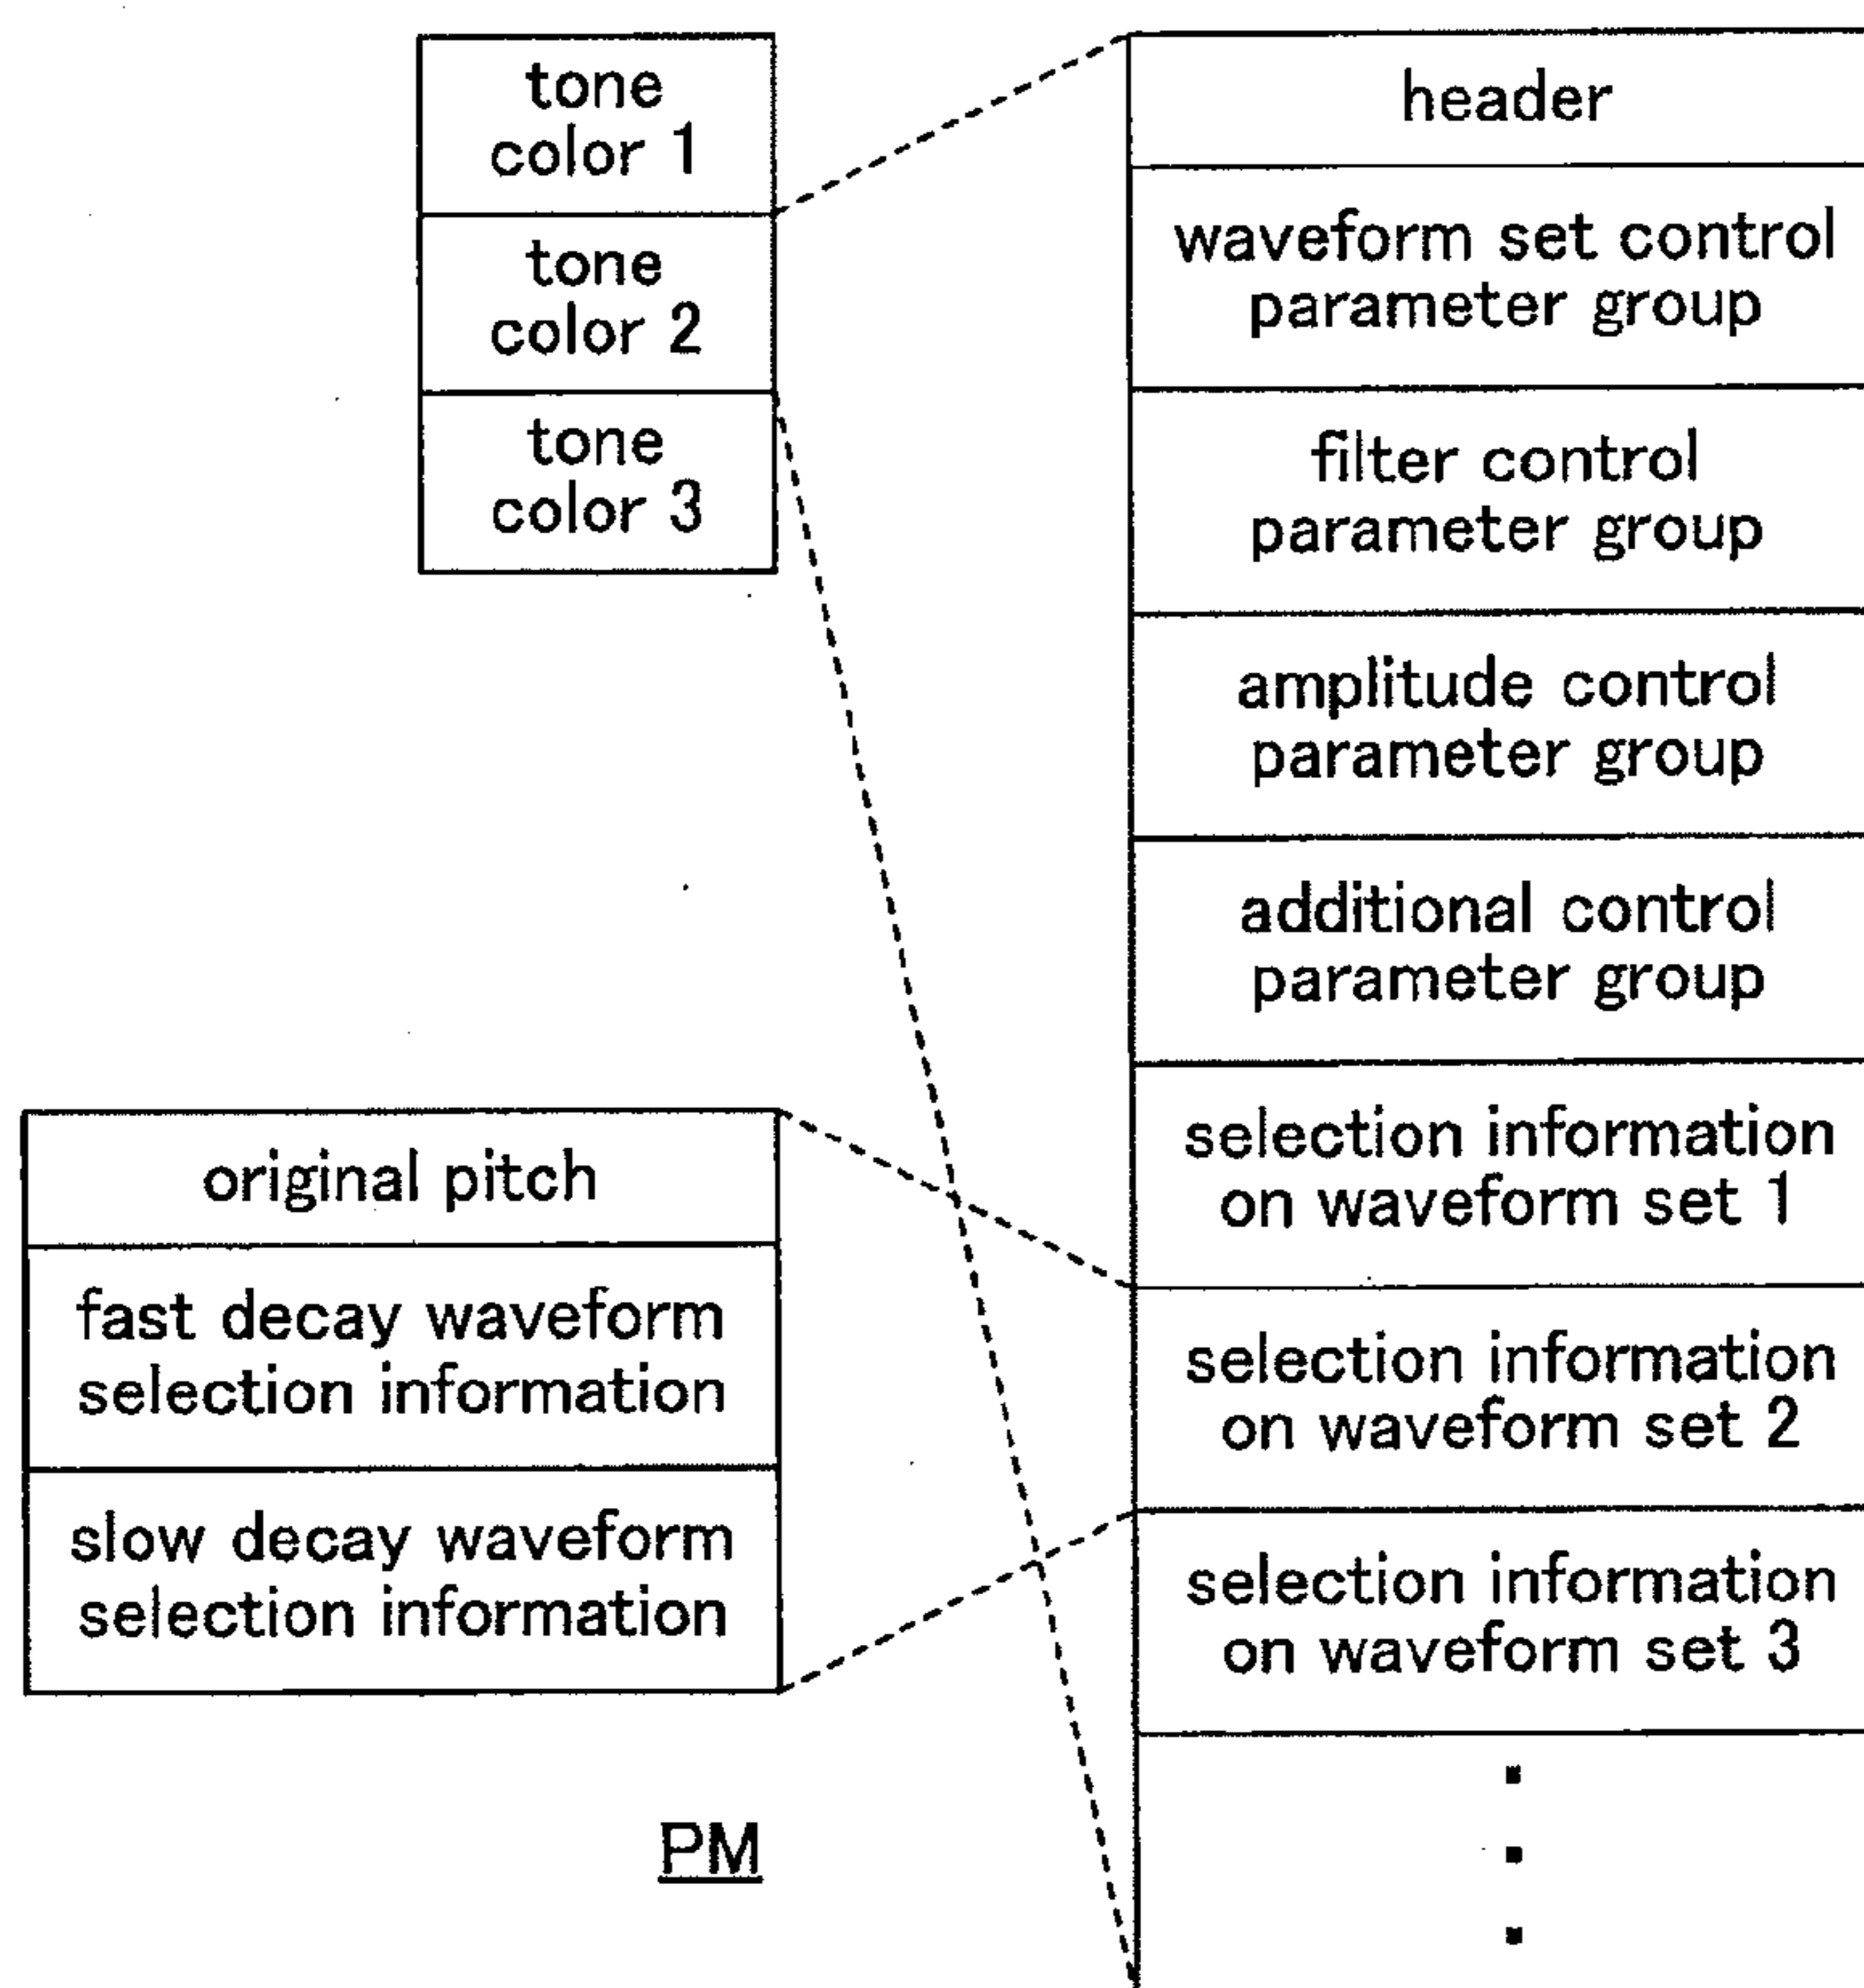 tone
color 1
tone
color 2
tone
color 3
header
waveform set control
parameter group
filter control
parameter group
amplitude control
parameter group
additional control
parameter group
selection information
on waveform set 1
selection information
on waveform set 2
selection information
on waveform set 3
original pitch
fast decay waveform
selection information
slow decay waveform
selection information
PM